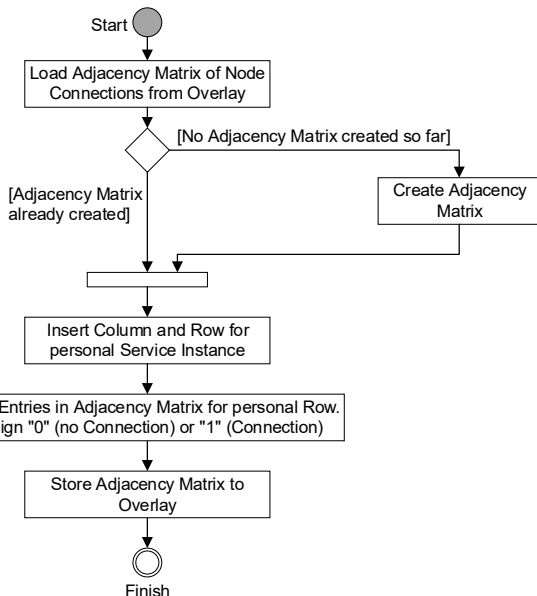 Start
Load Adjacency Matrix of Node
Connections from Overlay
[No Adjacency Matrix created so far]
[Adjacency Matrix
already created]
Create Adjacency
Matrix
Insert Column and Row for
personal Service Instance
Entries in Adjacency Matrix for personal Row.
"0" (no Connection) or "1" (Connection)
Store Adjacency Matrix to
Overlay
Finish